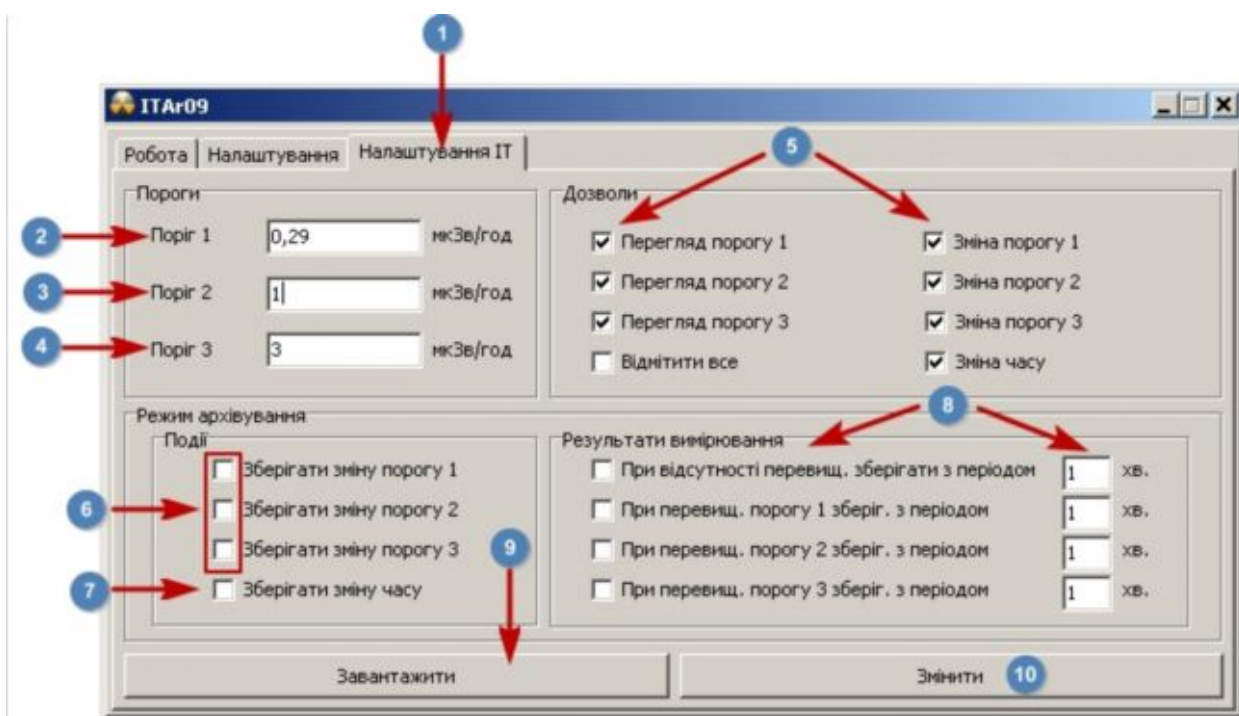 1
ITAr09
Робота Налаштування Налаштування ІТ
5
Пороги
Дозволи
2 Поріг 1 0,29 мкЗв/год
Перегляд порогу 1 Зміна порогу 1
3 Поріг 2 1 мкЗв/год
Перегляд порогу 2 Зміна порогу 2
Перегляд порогу 3 Зміна порогу 3
4 Поріг 3 3 мкЗв/год
Відмітити все Зміна часу
8
Режим архівування
Події
Результати вимірювання
Зберігати зміну порогу 1
При відсутності перевищ. зберігати з періодом 1 хв.
6 Зберігати зміну порогу 2
При перевищ. порогу 1 зберіг. з періодом 1 хв.
Зберігати зміну порогу 3 9
При перевищ. порогу 2 зберіг. з періодом 1 хв.
7 Зберігати зміну часу
При перевищ. порогу 3 зберіг. з періодом 1 хв.
Завантажити Змінити 10